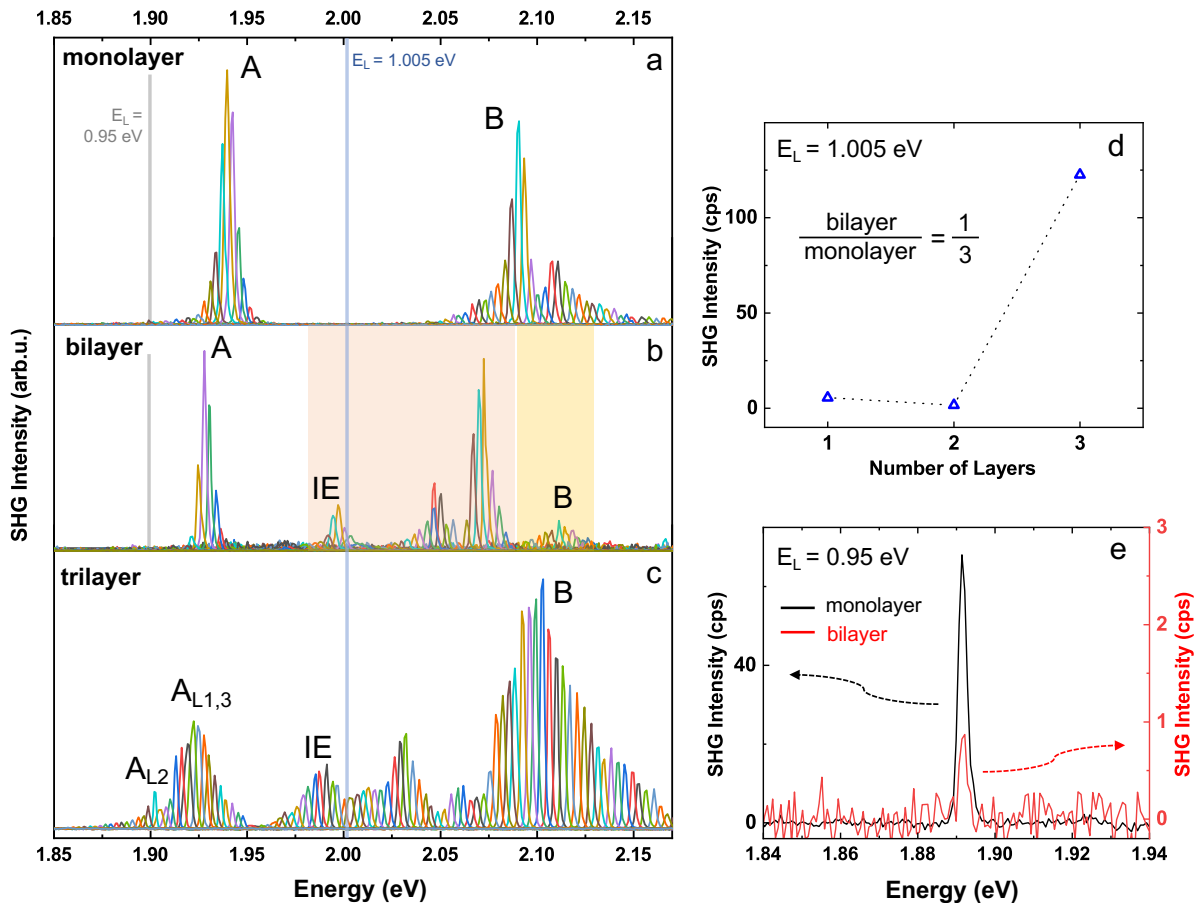 1.85 1.90 1.95 2.00 2.05 2.10 2.15
monolayer
A
E_L = 1.005 eV
a
E_L =
0.95 eV
B
bilayer
A
b
IE
B
trilayer
c
B
A_L1,3
A_L2
IE
1.85 1.90 1.95 2.00 2.05 2.10 2.15
Energy (eV)
SHG Intensity (arb.u.)
E_L = 1.005 eV
d
bilayer
monolayer
=
1
3
100
50
0
1 2 3
Number of Layers
SHG Intensity (cps)
E_L = 0.95 eV
e
monolayer
bilayer
40
0
3
2
1
0
1.84 1.86 1.88 1.90 1.92 1.94
Energy (eV)
SHG Intensity (cps)
SHG Intensity (cps)